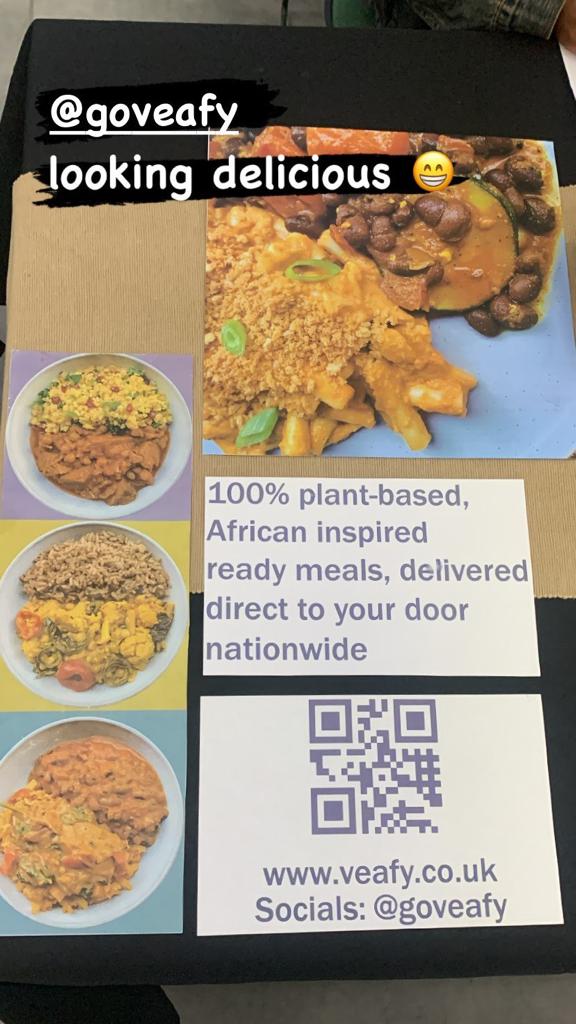 @goveafy
looking delicious 😁
100% plant-based,
African inspired
ready meals, delivered
direct to your door
nationwide
www.veafy.co.uk
Socials: @goveafy